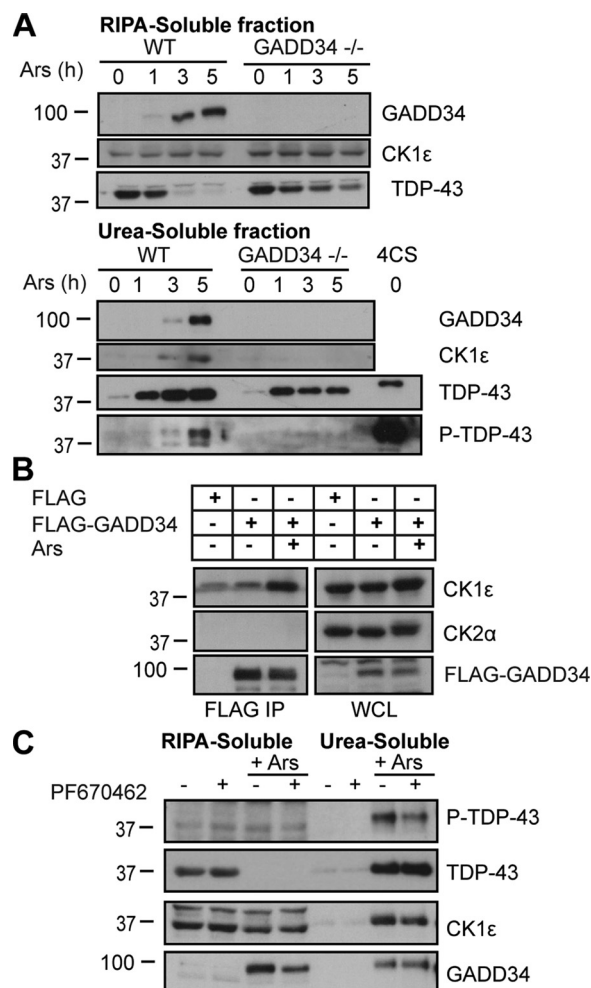 A
RIPA-Soluble fraction
WT GADD34 -/-
Ars (h) 0 1 3 5 0 1 3 5
100 GADD34
37 CK1ε
37 TDP-43
Urea-Soluble fraction
WT GADD34 -/- 4CS
Ars (h) 0 1 3 5 0 1 3 5 0
100 GADD34
37 CK1ε
37 TDP-43
37 P-TDP-43
B
FLAG + - - + - -
FLAG-GADD34 - + + - + +
Ars - - + - - +
37 CK1ε
37 CK2α
100 FLAG-GADD34
FLAG IP WCL
C
RIPA-Soluble Urea-Soluble
+ Ars + Ars
PF670462 - + - + - + - +
37 P-TDP-43
37 TDP-43
37 CK1ε
100 GADD34